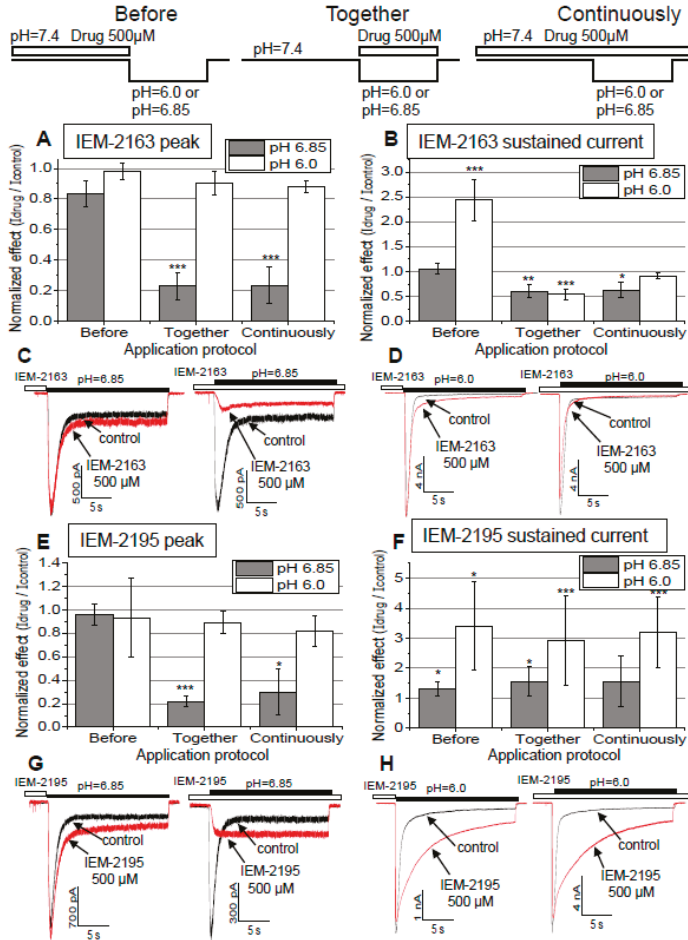 Before Together Continuously
pH=7.4 Drug 500µM Drug 500µM pH=7.4 Drug 500µM
pH=7.4
pH=6.0 or pH=6.0 or pH=6.0 or
pH=6.85 pH=6.85 pH=6.85
A IEM-2163 peak
pH 6.85
pH 6.0
Normalized effect (Idrug / Icontrol)
1.0
0.8
0.6
0.4
0.2
0.0
*** ***
Before Together Continuously
Application protocol
B IEM-2163 sustained current
pH 6.85
pH 6.0
Normalized effect (Idrug / Icontrol)
3.0
2.5
2.0
1.5
1.0
0.5
0.0
*** ** *** *
Before Together Continuously
Application protocol
C
IEM-2163 pH=6.85
control
IEM-2163
500 µM
500 pA
5 s
IEM-2163 pH=6.85
control
IEM-2163
500 µM
500 pA
5 s
D
IEM-2163 pH=6.0
control
IEM-2163
500 µM
4 nA
5 s
IEM-2163 pH=6.0
control
IEM-2163
500 µM
4 nA
5 s
E IEM-2195 peak
pH 6.85
pH 6.0
Normalized effect (Idrug / Icontrol)
1.4
1.2
1.0
0.8
0.6
0.4
0.2
0.0
*** *
Before Together Continuously
Application protocol
F IEM-2195 sustained current
pH 6.85
pH 6.0
Normalized effect (Idrug / Icontrol)
5
4
3
2
1
0
* * * *** ***
Before Together Continuously
Application protocol
G
IEM-2195 pH=6.85
control
IEM-2195
500 µM
700 pA
5 s
IEM-2195 pH=6.85
control
IEM-2195
500 µM
300 pA
5 s
H
IEM-2195 pH=6.0
control
IEM-2195
500 µM
1 nA
5 s
IEM-2195 pH=6.0
control
IEM-2195
500 µM
4 nA
5 s